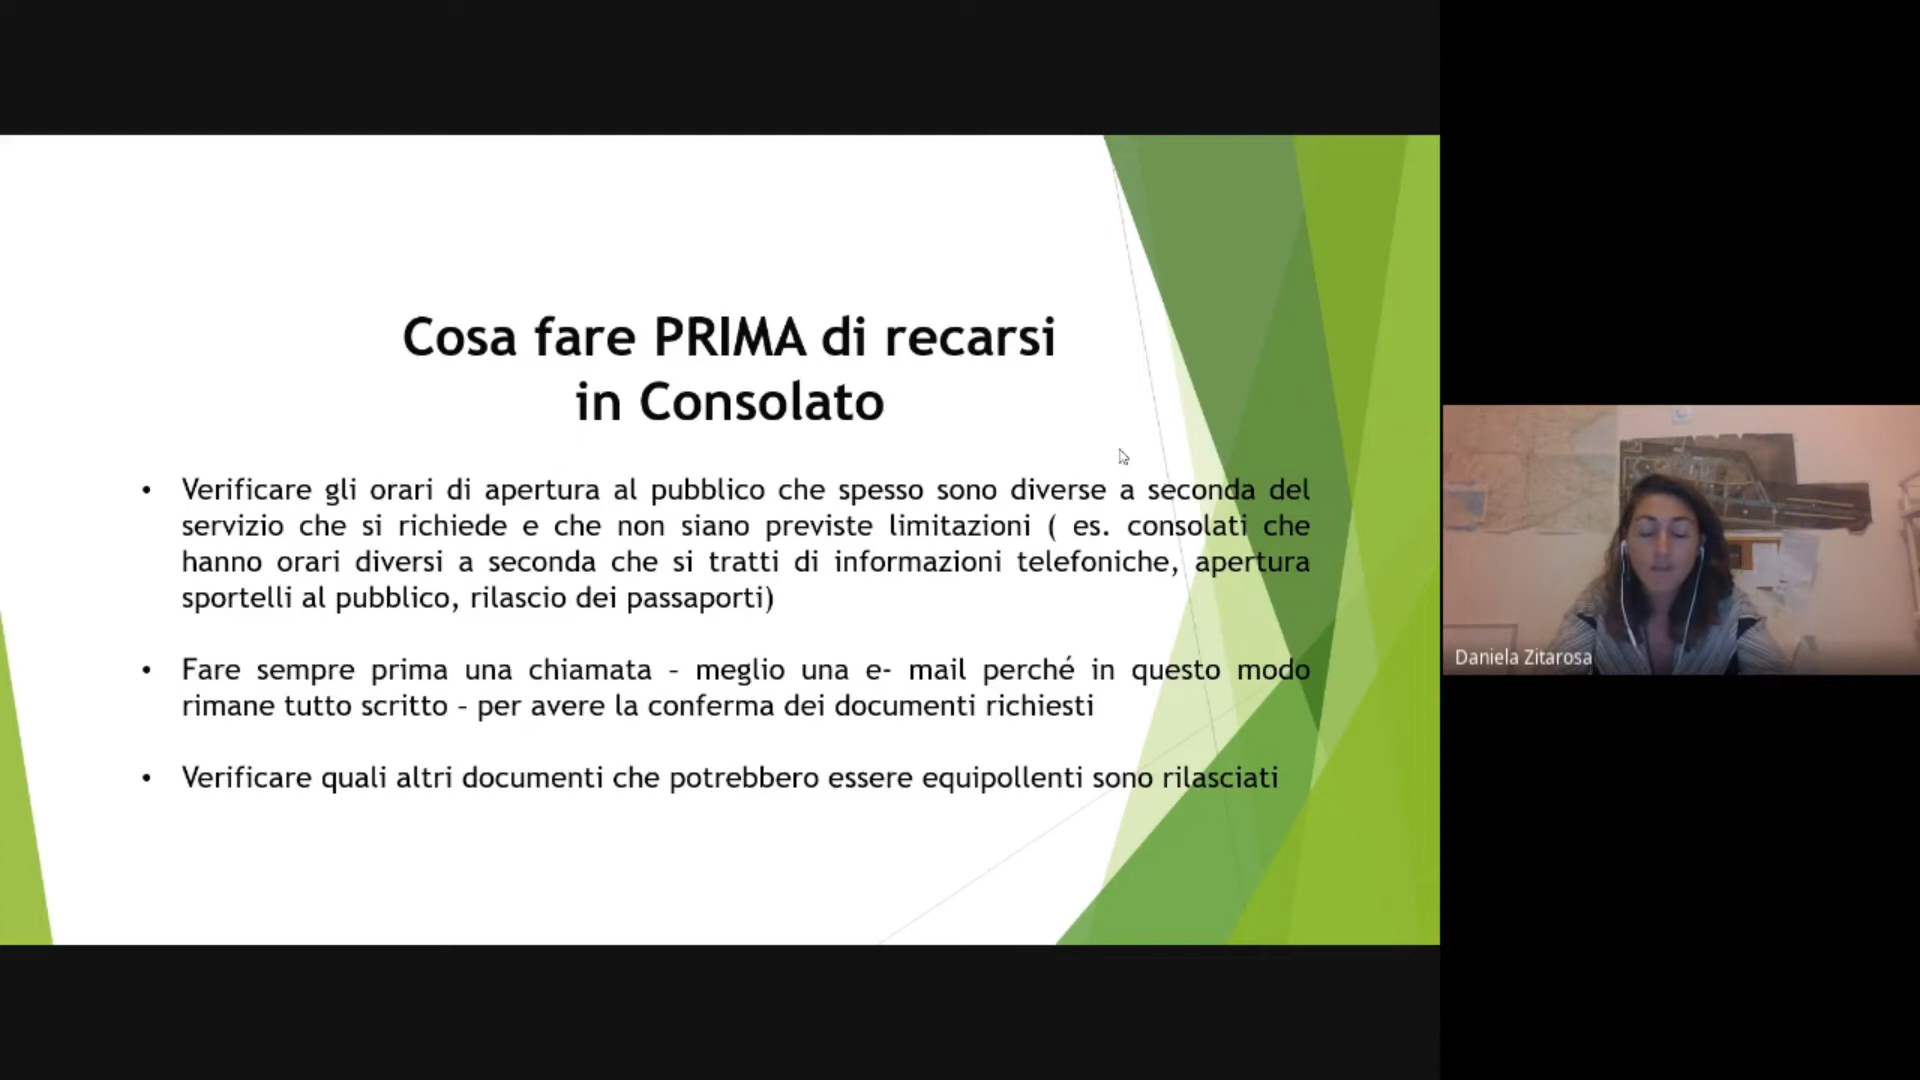 Cosa fare PRIMA di recarsi
in Consolato
• Verificare gli orari di apertura al pubblico che spesso sono diverse a seconda del
servizio che si richiede e che non siano previste limitazioni ( es. consolati che
hanno orari diversi a seconda che si tratti di informazioni telefoniche, apertura
sportelli al pubblico, rilascio dei passaporti)
• Fare sempre prima una chiamata – meglio una e- mail perché in questo modo
rimane tutto scritto – per avere la conferma dei documenti richiesti
• Verificare quali altri documenti che potrebbero essere equipollenti sono rilasciati
Daniela Zitarosa